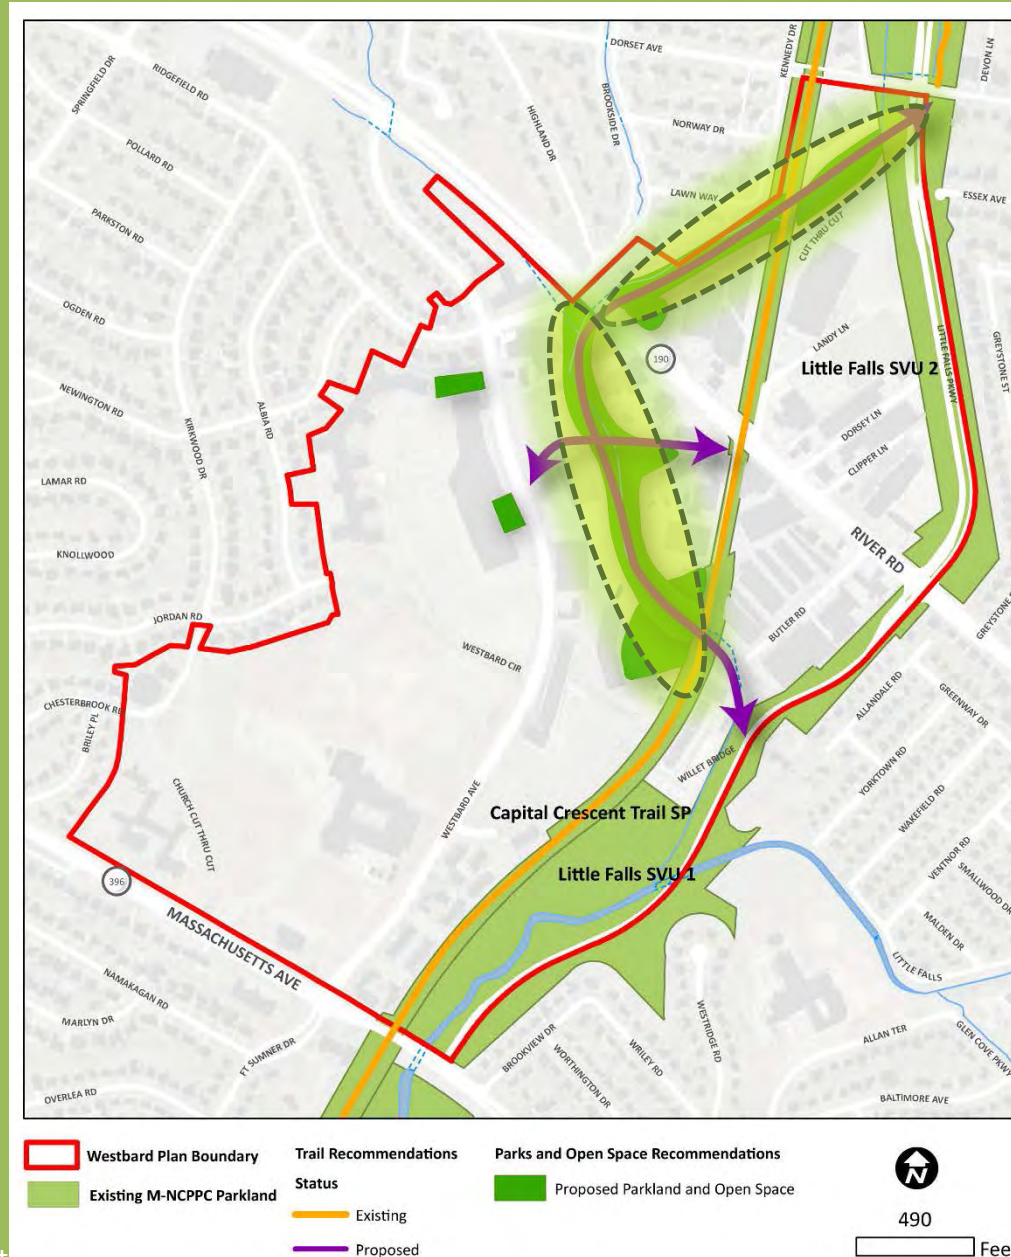 DORSET AVE
KENNEDY DR
DEVON LN
SPRINGFIELD DR
RIDGEFIELD RD
HIGHLAND DR
BROOKSIDE DR
NORWAY DR
POLLARD RD
LAWN WAY
ESSEX AVE
PARKSTON RD
CUT THRU CUT
OGDEN RD
LANDY LN
190
Little Falls SVU 2
LITTLE FALLS PKWY
GREYSTONE ST
NEWINGTON RD
ALBIA RD
KIRKWOOD DR
DORSEY LN
CLIPPER LN
LAMAR RD
KNOLLWOOD
RIVER RD
JORDAN RD
BUTLER RD
GREYSTONE
WESTBARD CIR
ALLANDALE RD
GREENWAY DR
CHESTERBROOK RD
BRILEY PL
WILLET BRIDGE
YORKTOWN RD
WAKEFIELD RD
CHURCH CUT THRU CUT
WESTBARD AVE
Capital Crescent Trail SP
VENTNOR RD
SMALLWOOD DR
Little Falls SVU 1
396
MALDEN DR
MASSACHUSETTS AVE
LITTLE FALLS
NAMAKAGAN RD
MARLYN DR
FT SUMNER DR
BROOKVIEW DR
WORTHINGTON DR
WRILEY RD
WESTRIDGE RD
ALLAN TER
GLEN COVE PKWY
OVERLEA RD
BALTIMORE AVE
Westbard Plan Boundary
Existing M-NCPPC Parkland
Trail Recommendations
Status
Existing
Proposed
Parks and Open Space Recommendations
Proposed Parkland and Open Space
N
490
Fee